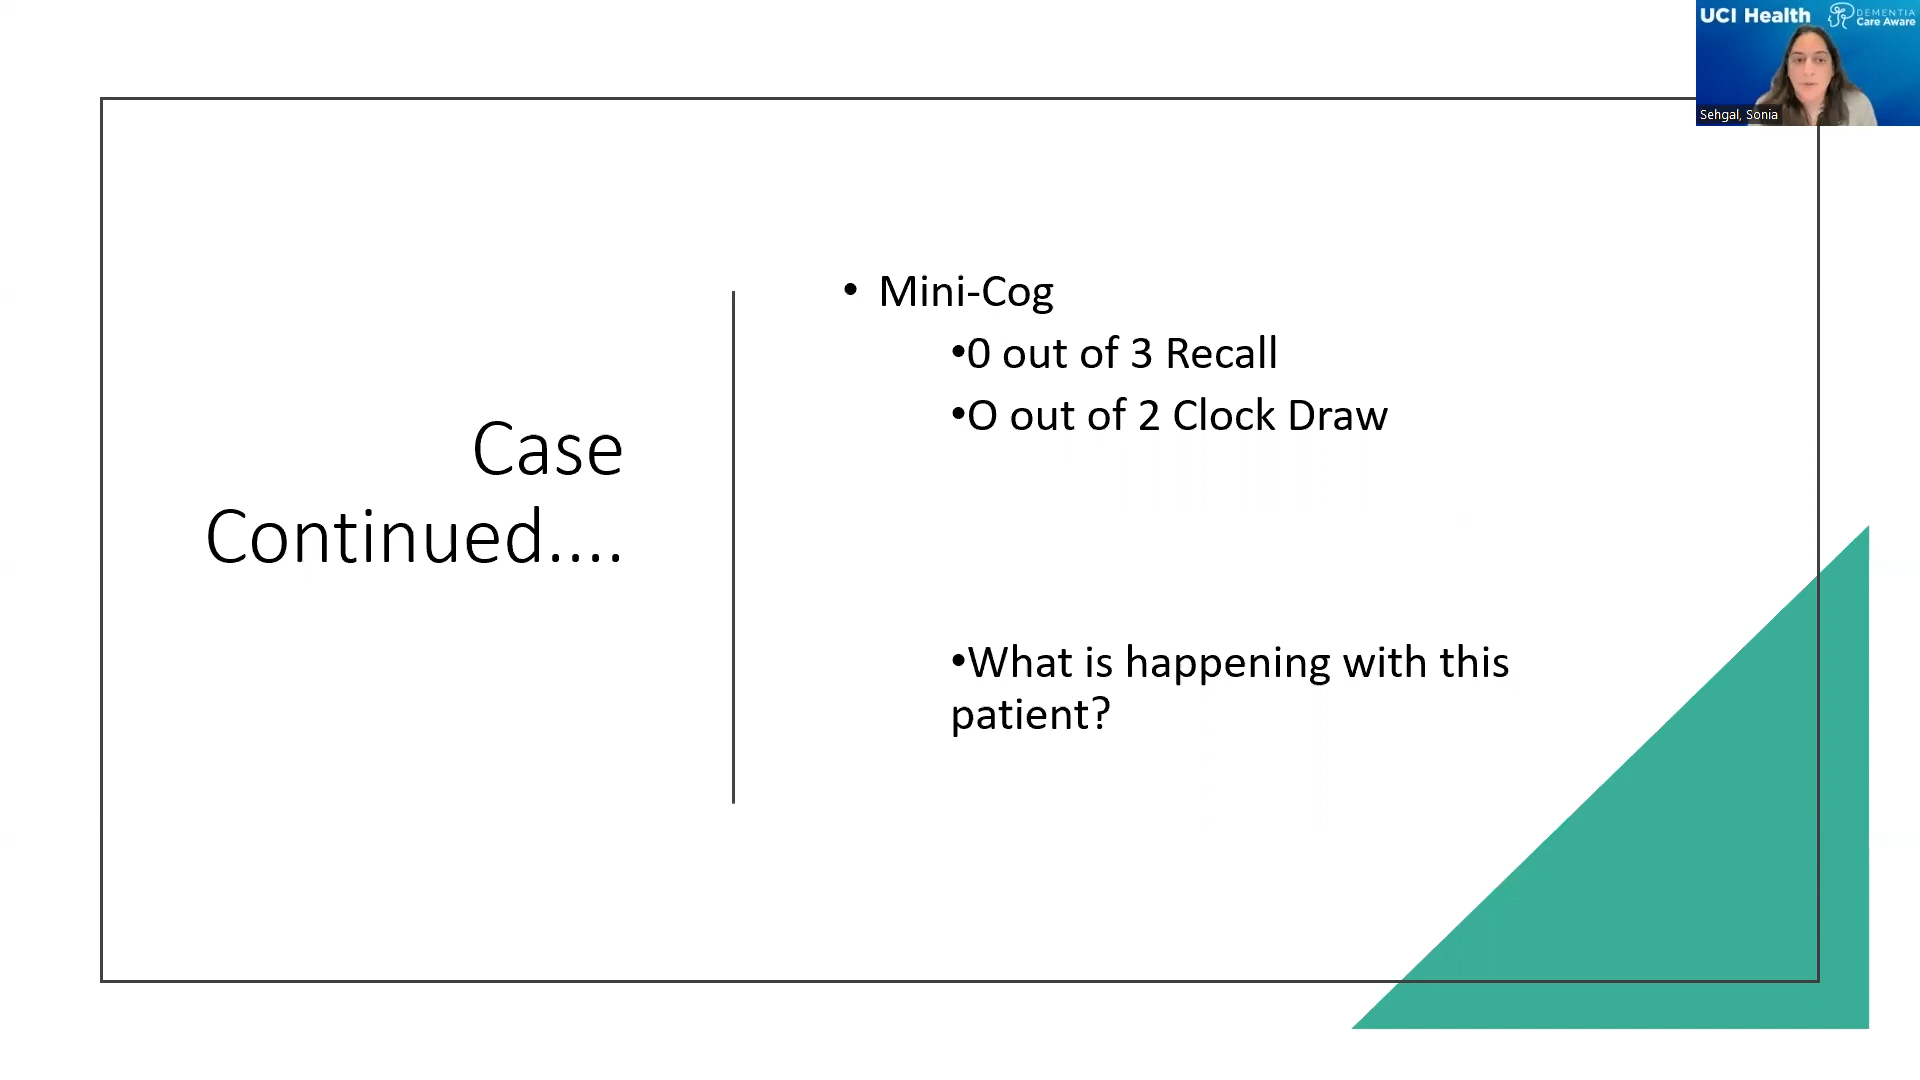 UCI Health
DEMENTIA
Care Aware
Sehgal, Sonia
Case
Continued....
• Mini-Cog
•0 out of 3 Recall
•O out of 2 Clock Draw
•What is happening with this
patient?